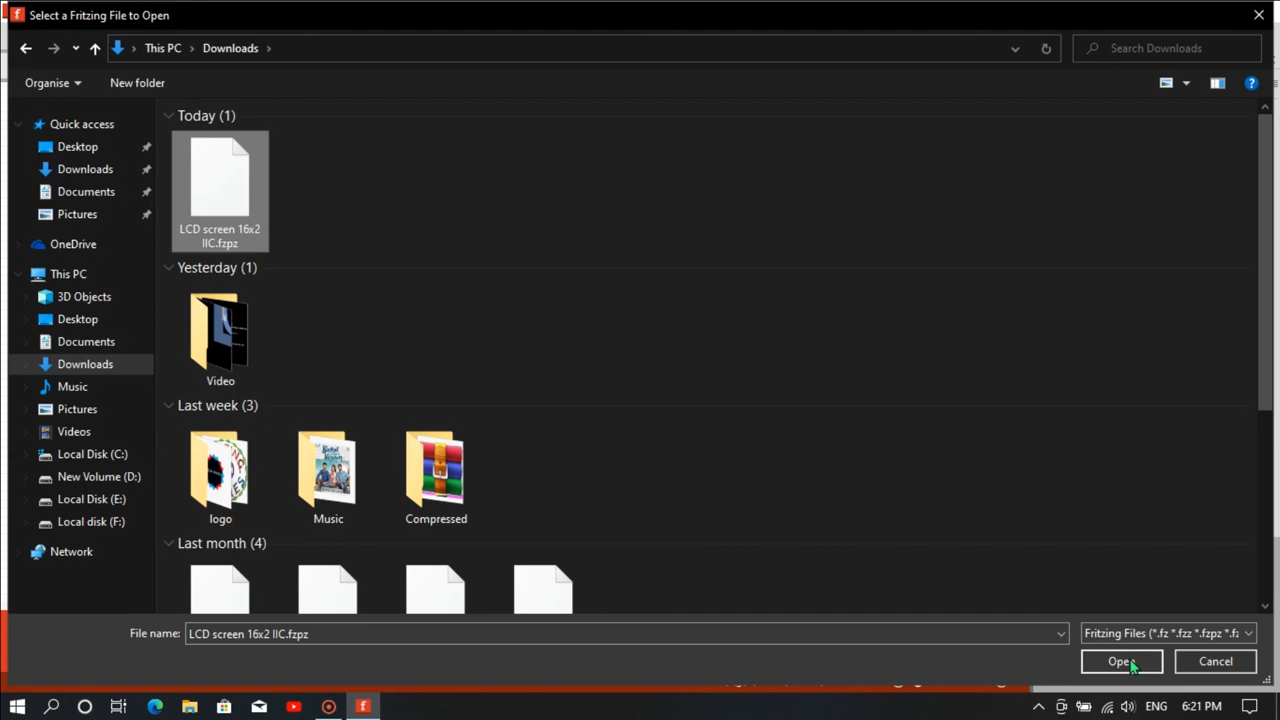 Select a Fritzing File to Open
This PC
Downloads
Search Downloads
Organise
New folder
Quick access
Desktop
Downloads
Documents
Pictures
OneDrive
This PC
3D Objects
Desktop
Documents
Downloads
Music
Pictures
Videos
Local Disk (C:)
New Volume (D:)
Local Disk (E:)
Local disk (F:)
Network
Today (1)
LCD screen 16x2
IIC.fzpz
Yesterday (1)
Video
Last week (3)
logo
Music
Compressed
Last month (4)
File name:
LCD screen 16x2 IIC.fzpz
Fritzing Files (*.fz *.fzz *.fzpz *.fz
Open
Cancel
ENG
6:21 PM